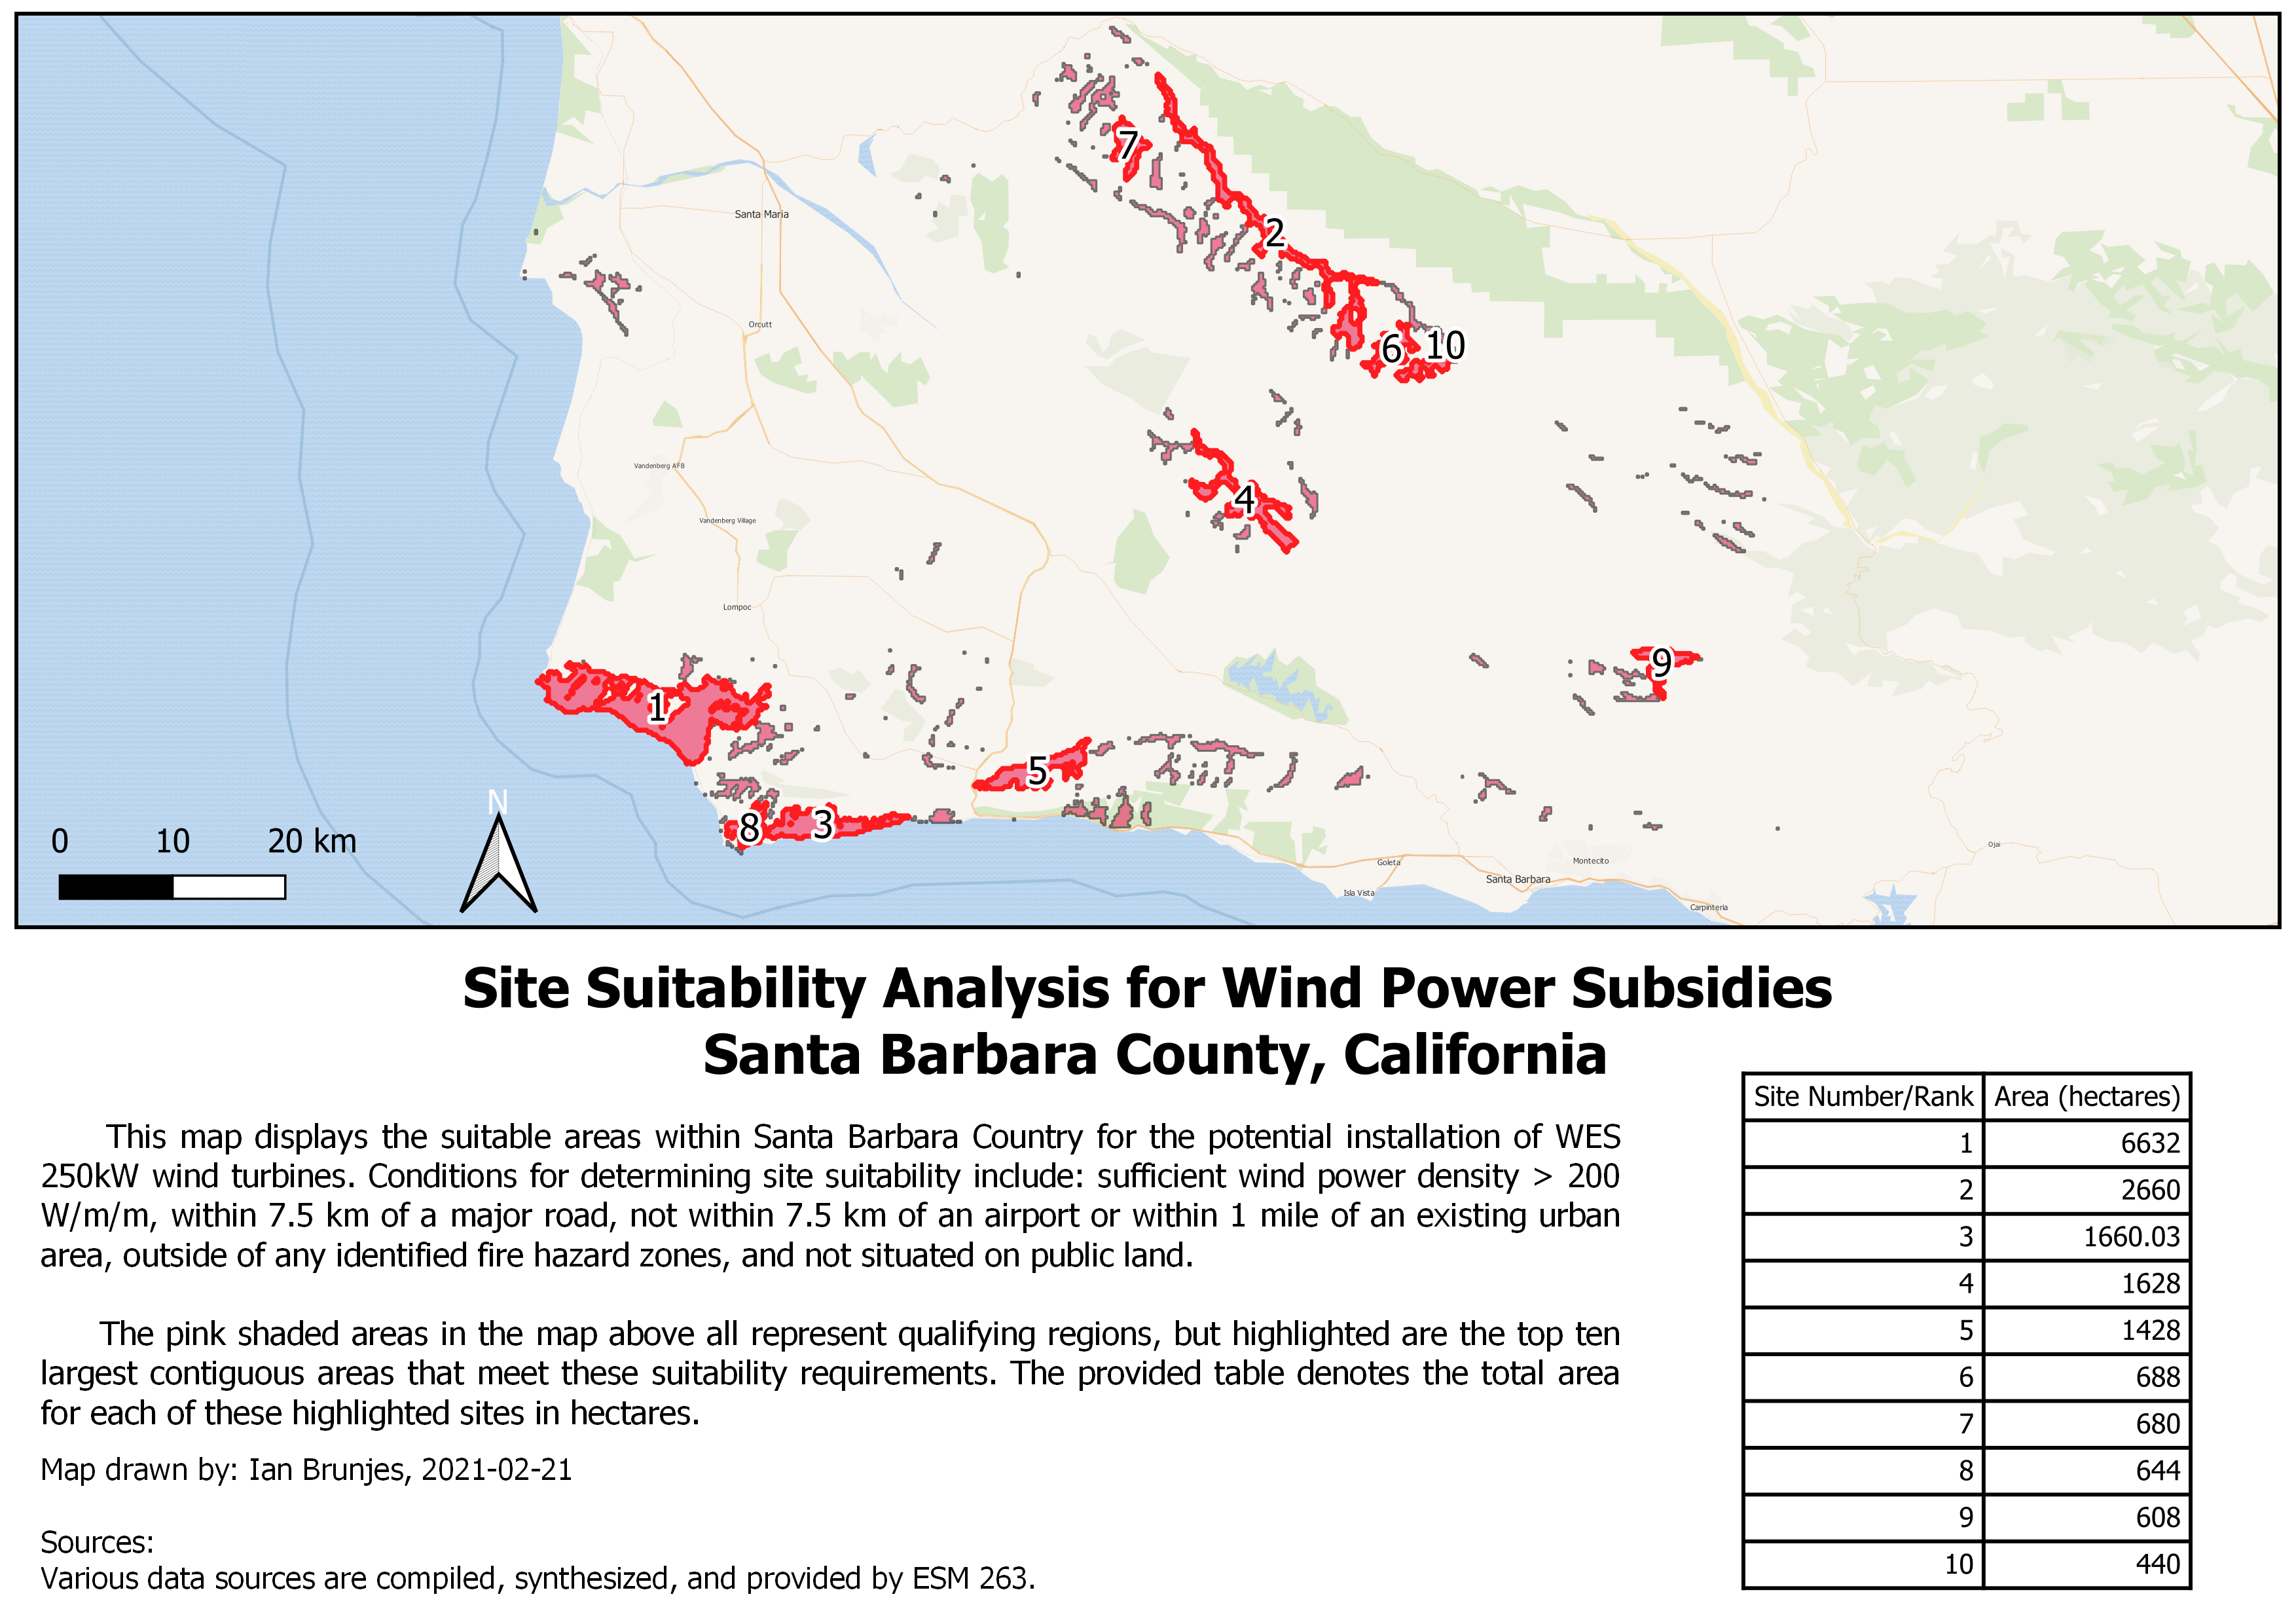 7
2
Santa Maria
Orcutt
6
10
Vandenberg AFB
4
Vandenberg Village
Lompoc
9
1
5
8
3
N
0 10 20 km
Goleta
Montecito
Ojai
Santa Barbara
Isla Vista
Carpinteria
Site Suitability Analysis for Wind Power Subsidies
Santa Barbara County, California
This map displays the suitable areas within Santa Barbara Country for the potential installation of WES
250kW wind turbines. Conditions for determining site suitability include: sufficient wind power density > 200
W/m/m, within 7.5 km of a major road, not within 7.5 km of an airport or within 1 mile of an existing urban
area, outside of any identified fire hazard zones, and not situated on public land.
The pink shaded areas in the map above all represent qualifying regions, but highlighted are the top ten
largest contiguous areas that meet these suitability requirements. The provided table denotes the total area
for each of these highlighted sites in hectares.
Map drawn by: Ian Brunjes, 2021-02-21
Sources:
Various data sources are compiled, synthesized, and provided by ESM 263.
Site Number/Rank Area (hectares)
1 6632
2 2660
3 1660.03
4 1628
5 1428
6 688
7 680
8 644
9 608
10 440